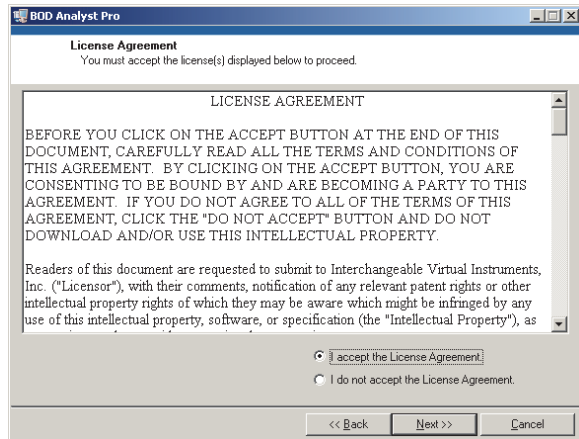 BOD Analyst Pro
License Agreement
You must accept the license(s) displayed below to proceed.
LICENSE AGREEMENT
BEFORE YOU CLICK ON THE ACCEPT BUTTON AT THE END OF THIS
DOCUMENT, CAREFULLY READ ALL THE TERMS AND CONDITIONS OF
THIS AGREEMENT. BY CLICKING ON THE ACCEPT BUTTON, YOU ARE
CONSENTING TO BE BOUND BY AND ARE BECOMING A PARTY TO THIS
AGREEMENT. IF YOU DO NOT AGREE TO ALL OF THE TERMS OF THIS
AGREEMENT, CLICK THE "DO NOT ACCEPT" BUTTON AND DO NOT
DOWNLOAD AND/OR USE THIS INTELLECTUAL PROPERTY.
Readers of this document are requested to submit to Interchangeable Virtual Instruments,
Inc. ("Licensor"), with their comments, notification of any relevant patent rights or other
intellectual property rights of which they may be aware which might be infringed by any
use of this intellectual property, software, or specification (the "Intellectual Property"), as
I accept the License Agreement.
I do not accept the License Agreement.
<< Back Next >> Cancel